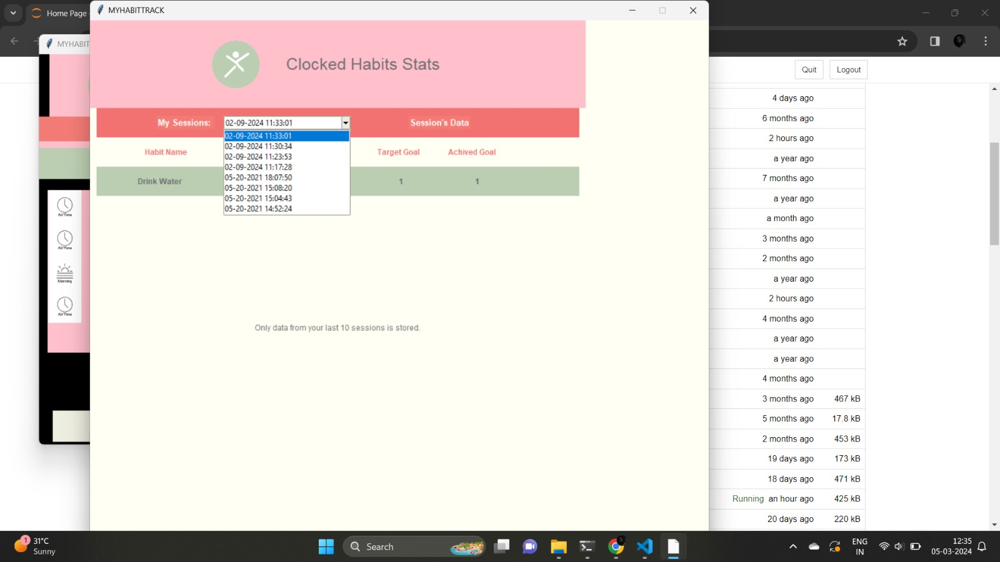 Home Page
MYHABITTRACK
MYHABIT
Clocked Habits Stats
Quit
Logout
My Sessions:
02-09-2024 11:33:01
Session's Data
02-09-2024 11:33:01
02-09-2024 11:30:34
02-09-2024 11:23:53
02-09-2024 11:17:28
05-20-2021 18:07:50
05-20-2021 15:08:20
05-20-2021 15:04:43
05-20-2021 14:52:24
Habit Name
Target Goal
Achived Goal
Drink Water
1
1
Only data from your last 10 sessions is stored.
All Time
All Time
Morning
All Time
4 days ago
6 months ago
2 hours ago
a year ago
7 months ago
a year ago
a month ago
3 months ago
2 months ago
a year ago
2 hours ago
4 months ago
a year ago
a year ago
4 months ago
3 months ago 467 kB
5 months ago 17.8 kB
2 months ago 453 kB
19 days ago 173 kB
18 days ago 471 kB
Running an hour ago 425 kB
20 days ago 220 kB
1
31°C
Sunny
Search
ENG
IN
12:35
05-03-2024